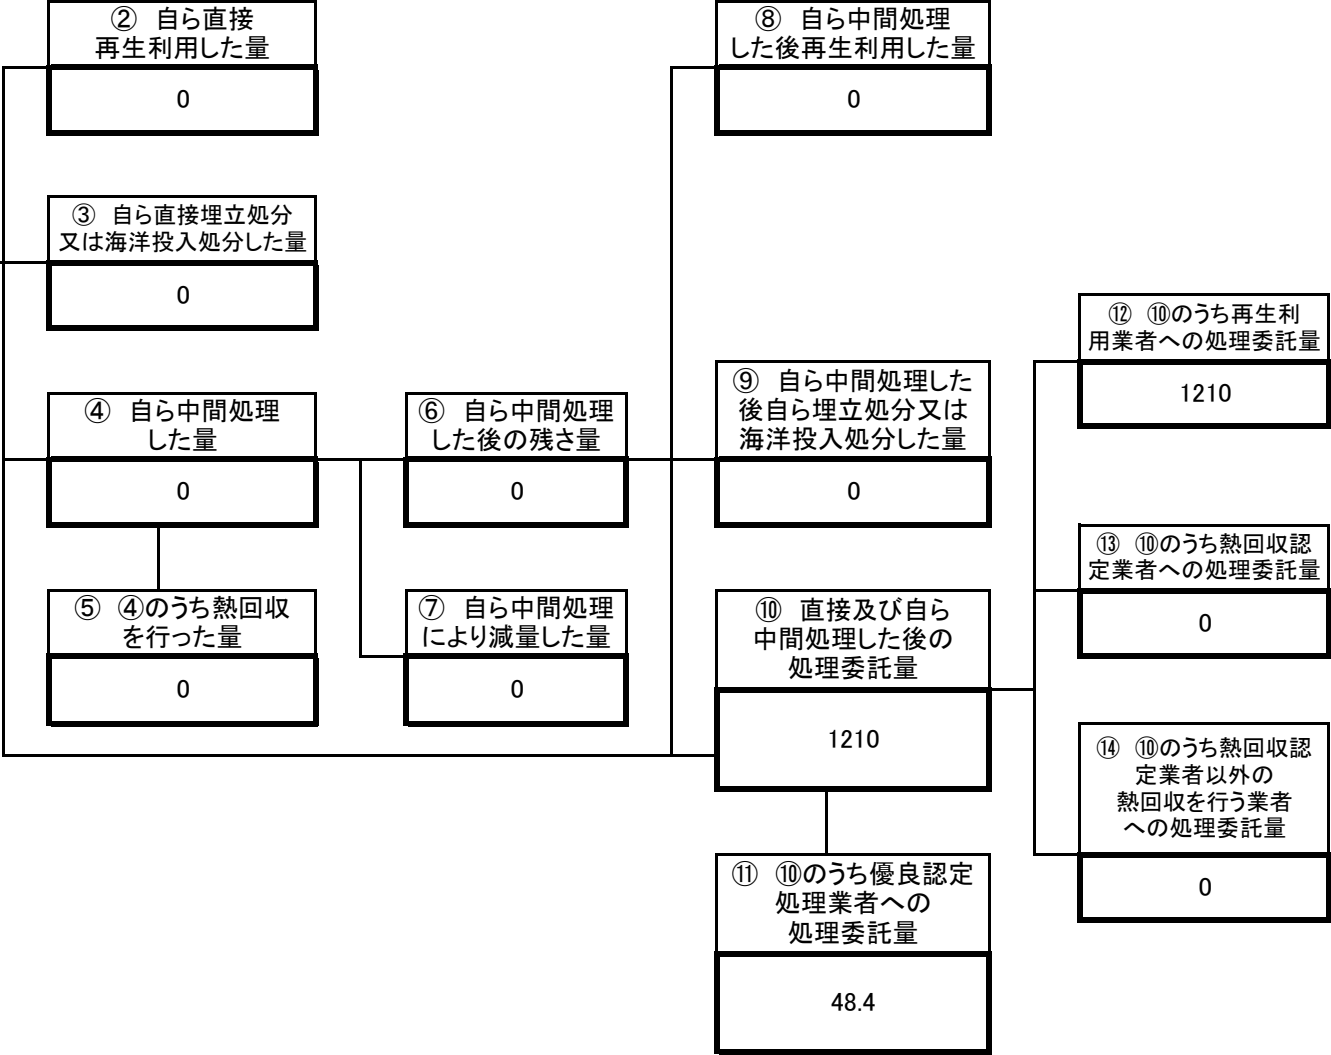 ② 自ら直接
再生利用した量
0
③ 自ら直接埋立処分
又は海洋投入処分した量
0
④ 自ら中間処理
した量
0
⑤ ④のうち熱回収
を行った量
0
⑥ 自ら中間処理
した後の残さ量
0
⑦ 自ら中間処理
により減量した量
0
⑧ 自ら中間処理
した後再生利用した量
0
⑨ 自ら中間処理した
後自ら埋立処分又は
海洋投入処分した量
0
⑩ 直接及び自ら
中間処理した後の
処理委託量
1210
⑪ ⑩のうち優良認定
処理業者への
処理委託量
48.4
⑫ ⑩のうち再生利
用業者への処理委託量
1210
⑬ ⑩のうち熱回収認
定業者への処理委託量
0
⑭ ⑩のうち熱回収認
定業者以外の
熱回収を行う業者
への処理委託量
0